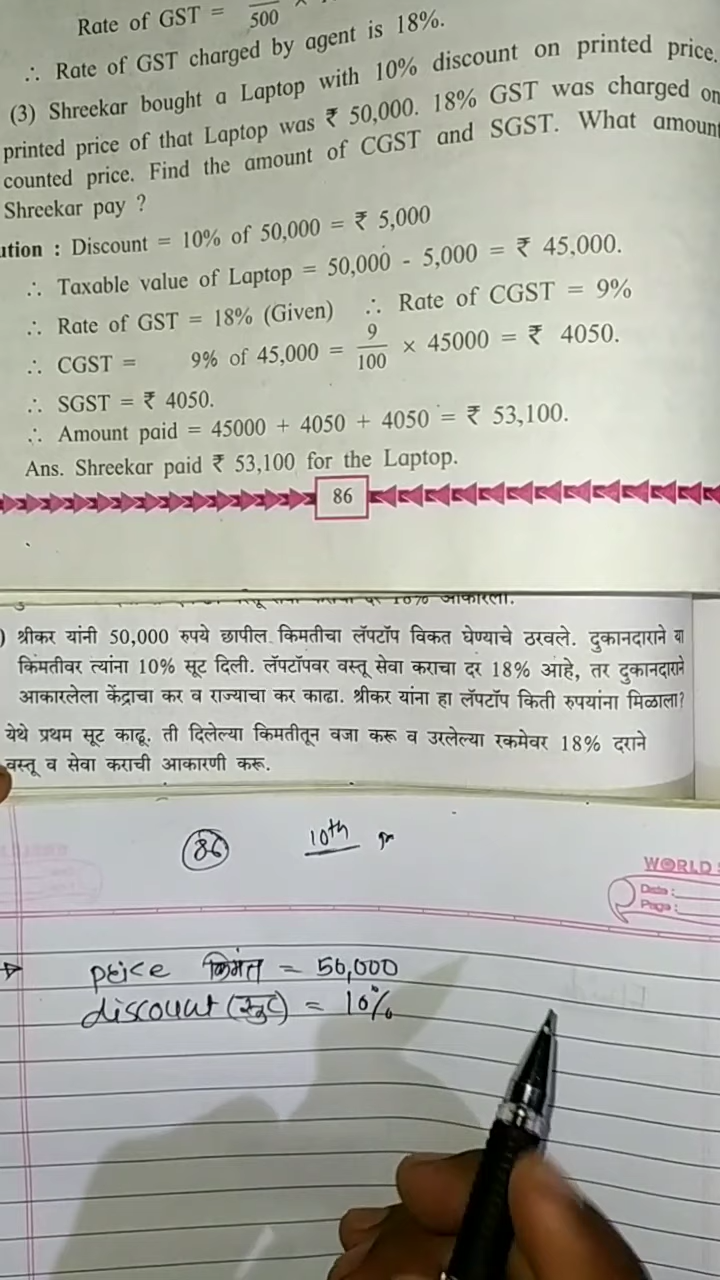 Rate of GST = 500 ×
∴ Rate of GST charged by agent is 18%.
(3) Shreekar bought a Laptop with 10% discount on printed price.
printed price of that Laptop was ₹ 50,000. 18% GST was charged on
counted price. Find the amount of CGST and SGST. What amount
Shreekar pay ?
ution : Discount = 10% of 50,000 = ₹ 5,000
∴ Taxable value of Laptop = 50,000 - 5,000 = ₹ 45,000.
∴ Rate of GST = 18% (Given) ∴ Rate of CGST = 9%
∴ CGST = 9% of 45,000 = 9/100 × 45000 = ₹ 4050.
∴ SGST = ₹ 4050.
∴ Amount paid = 45000 + 4050 + 4050 = ₹ 53,100.
Ans. Shreekar paid ₹ 53,100 for the Laptop.
86
10% आकारला.
) श्रीकर यांनी 50,000 रुपये छापील किमतीचा लॅपटॉप विकत घेण्याचे ठरवले. दुकानदाराने या
किमतीवर त्यांना 10% सूट दिली. लॅपटॉपवर वस्तू सेवा कराचा दर 18% आहे, तर दुकानदाराने
आकारलेला केंद्राचा कर व राज्याचा कर काढा. श्रीकर यांना हा लॅपटॉप किती रुपयांना मिळाला?
येथे प्रथम सूट काढू. ती दिलेल्या किमतीतून वजा करू व उरलेल्या रकमेवर 18% दराने
वस्तू व सेवा कराची आकारणी करू.
86 10th
WORLD
Date :
Page :
price किंमत = 50,000
discount (सुट) = 10%